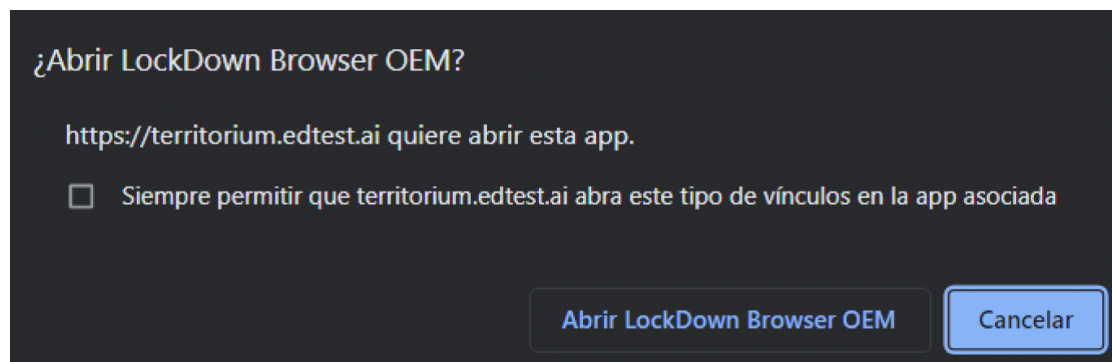 ¿Abrir LockDown Browser OEM?
https://territorium.edtest.ai quiere abrir esta app.
Siempre permitir que territorium.edtest.ai abra este tipo de vínculos en la app asociada
Abrir LockDown Browser OEM
Cancelar